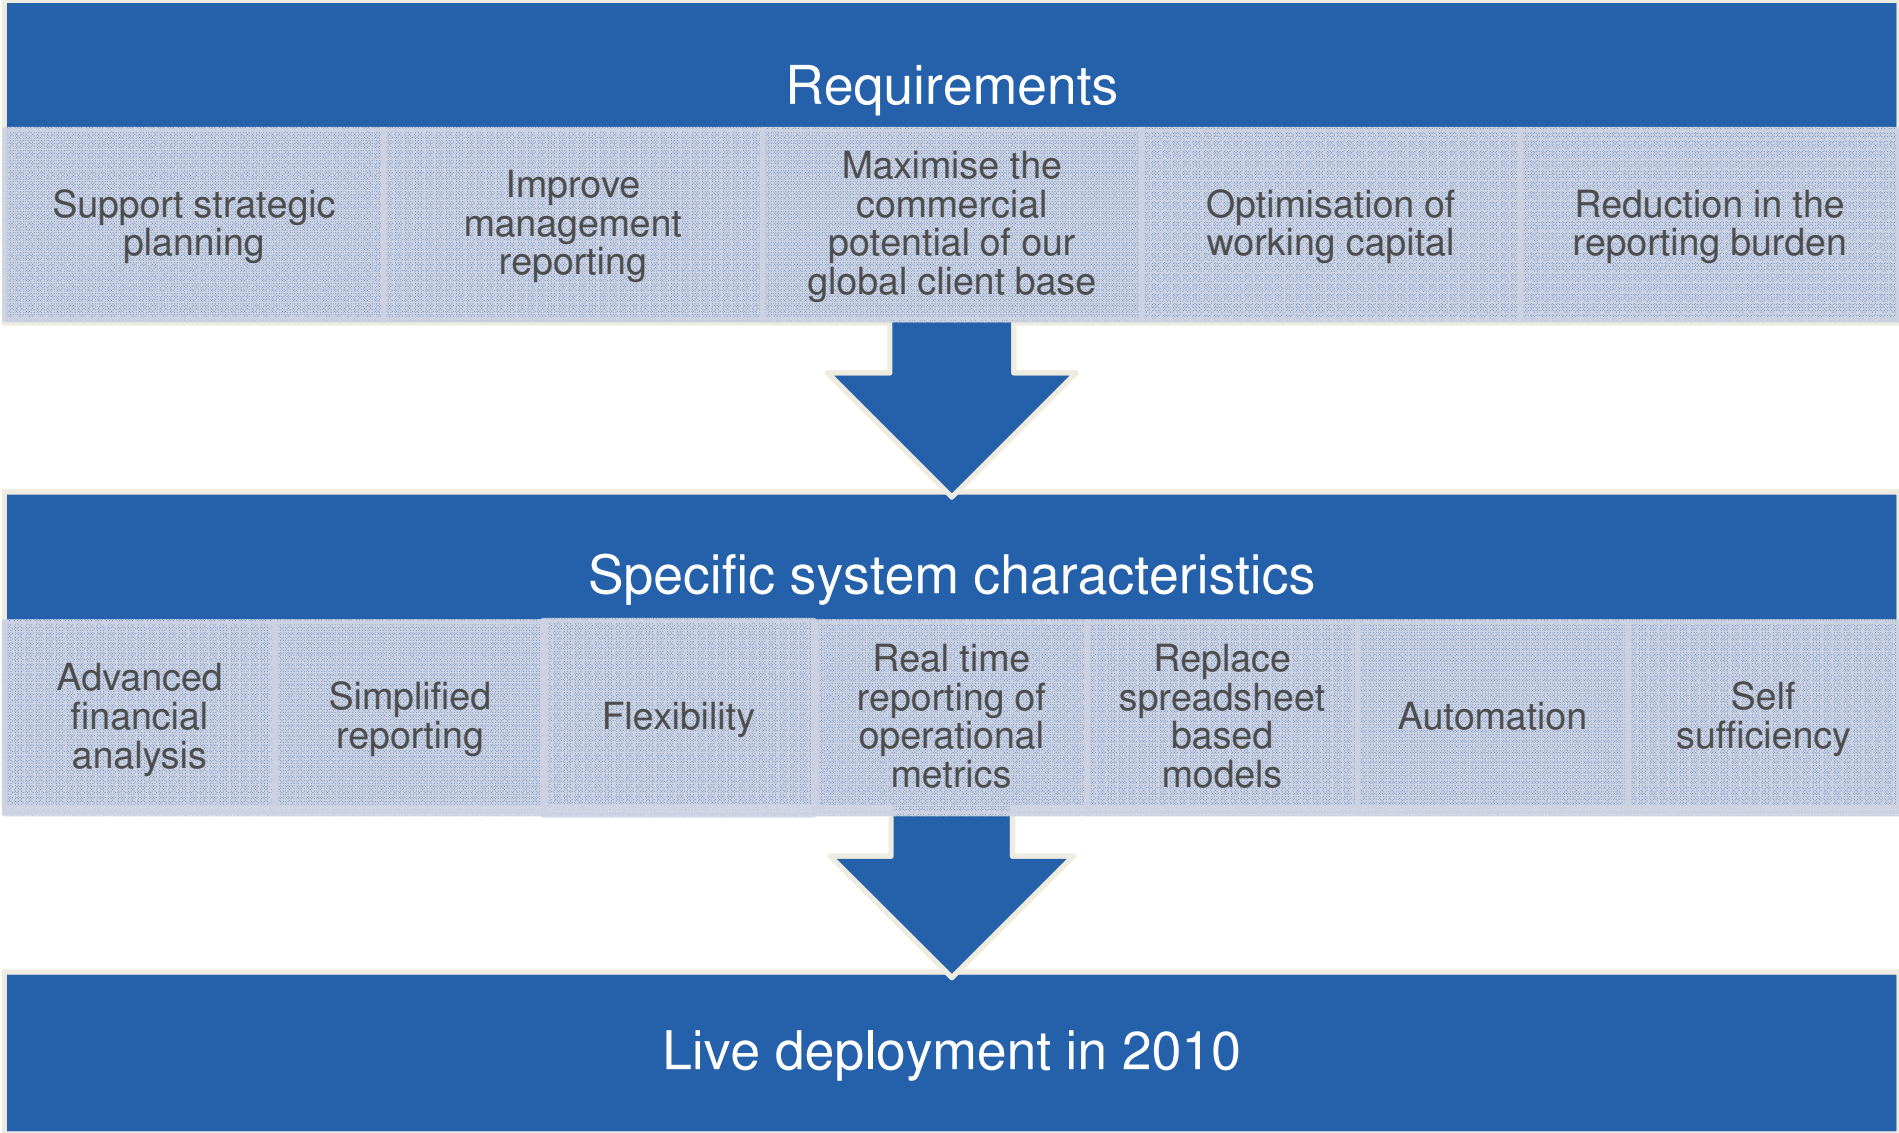 Requirements
Support strategic
planning
Improve
management
reporting
Maximise the
commercial
potential of our
global client base
Optimisation of
working capital
Reduction in the
reporting burden
Specific system characteristics
Advanced
financial
analysis
Simplified
reporting
Flexibility
Real time
reporting of
operational
metrics
Replace
spreadsheet
based
models
Automation
Self
sufficiency
Live deployment in 2010